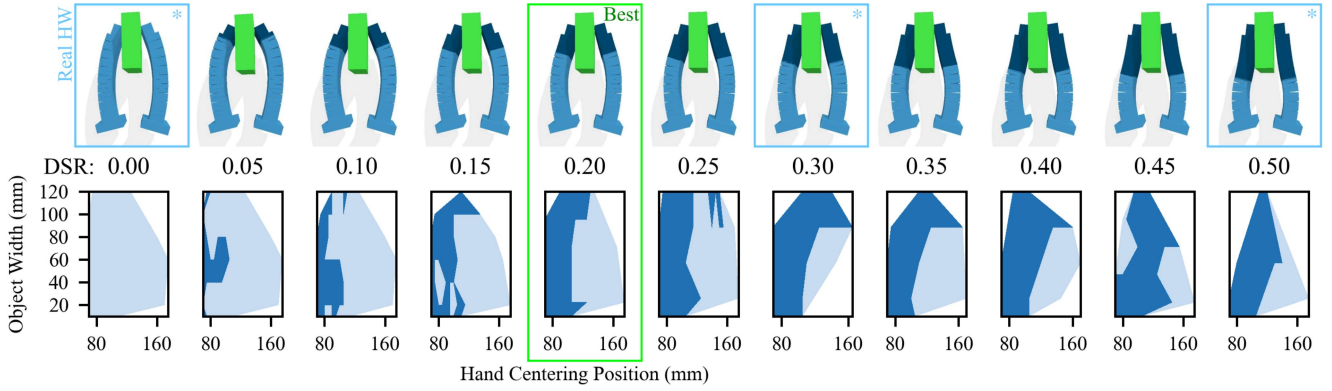 Real HW
*
Best
*
*
DSR: 0.00 0.05 0.10 0.15 0.20 0.25 0.30 0.35 0.40 0.45 0.50
Object Width (mm)
120
100
80
60
40
20
80 160 80 160 80 160 80 160 80 160 80 160 80 160 80 160 80 160 80 160 80 160
Hand Centering Position (mm)